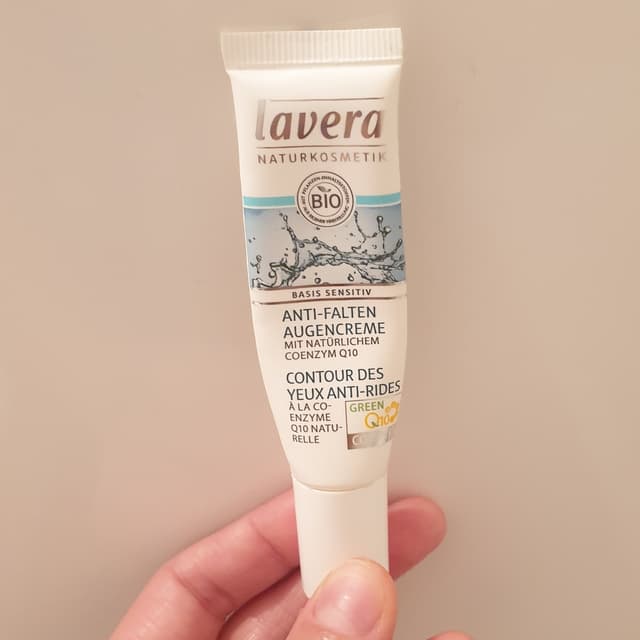 lavera
NATURKOSMETIK
BIO
BASIS SENSITIV
ANTI-FALTEN
AUGENCREME
MIT NATÜRLICHEM
COENZYM Q10
CONTOUR DES
YEUX ANTI-RIDES
À LA CO-
ENZYME
Q10 NATU-
RELLE
GREEN
Q10